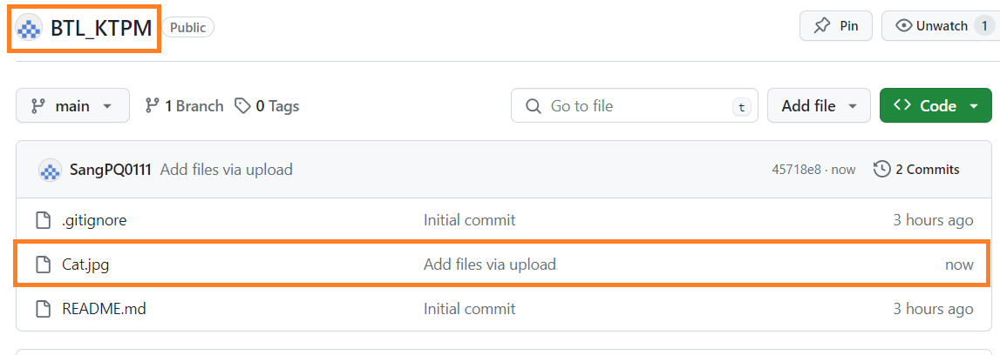 BTL_KTPM Public Pin Unwatch 1
main 1 Branch 0 Tags Go to file t Add file Code
SangPQ0111 Add files via upload 45718e8 · now 2 Commits
.gitignore Initial commit 3 hours ago
Cat.jpg Add files via upload now
README.md Initial commit 3 hours ago